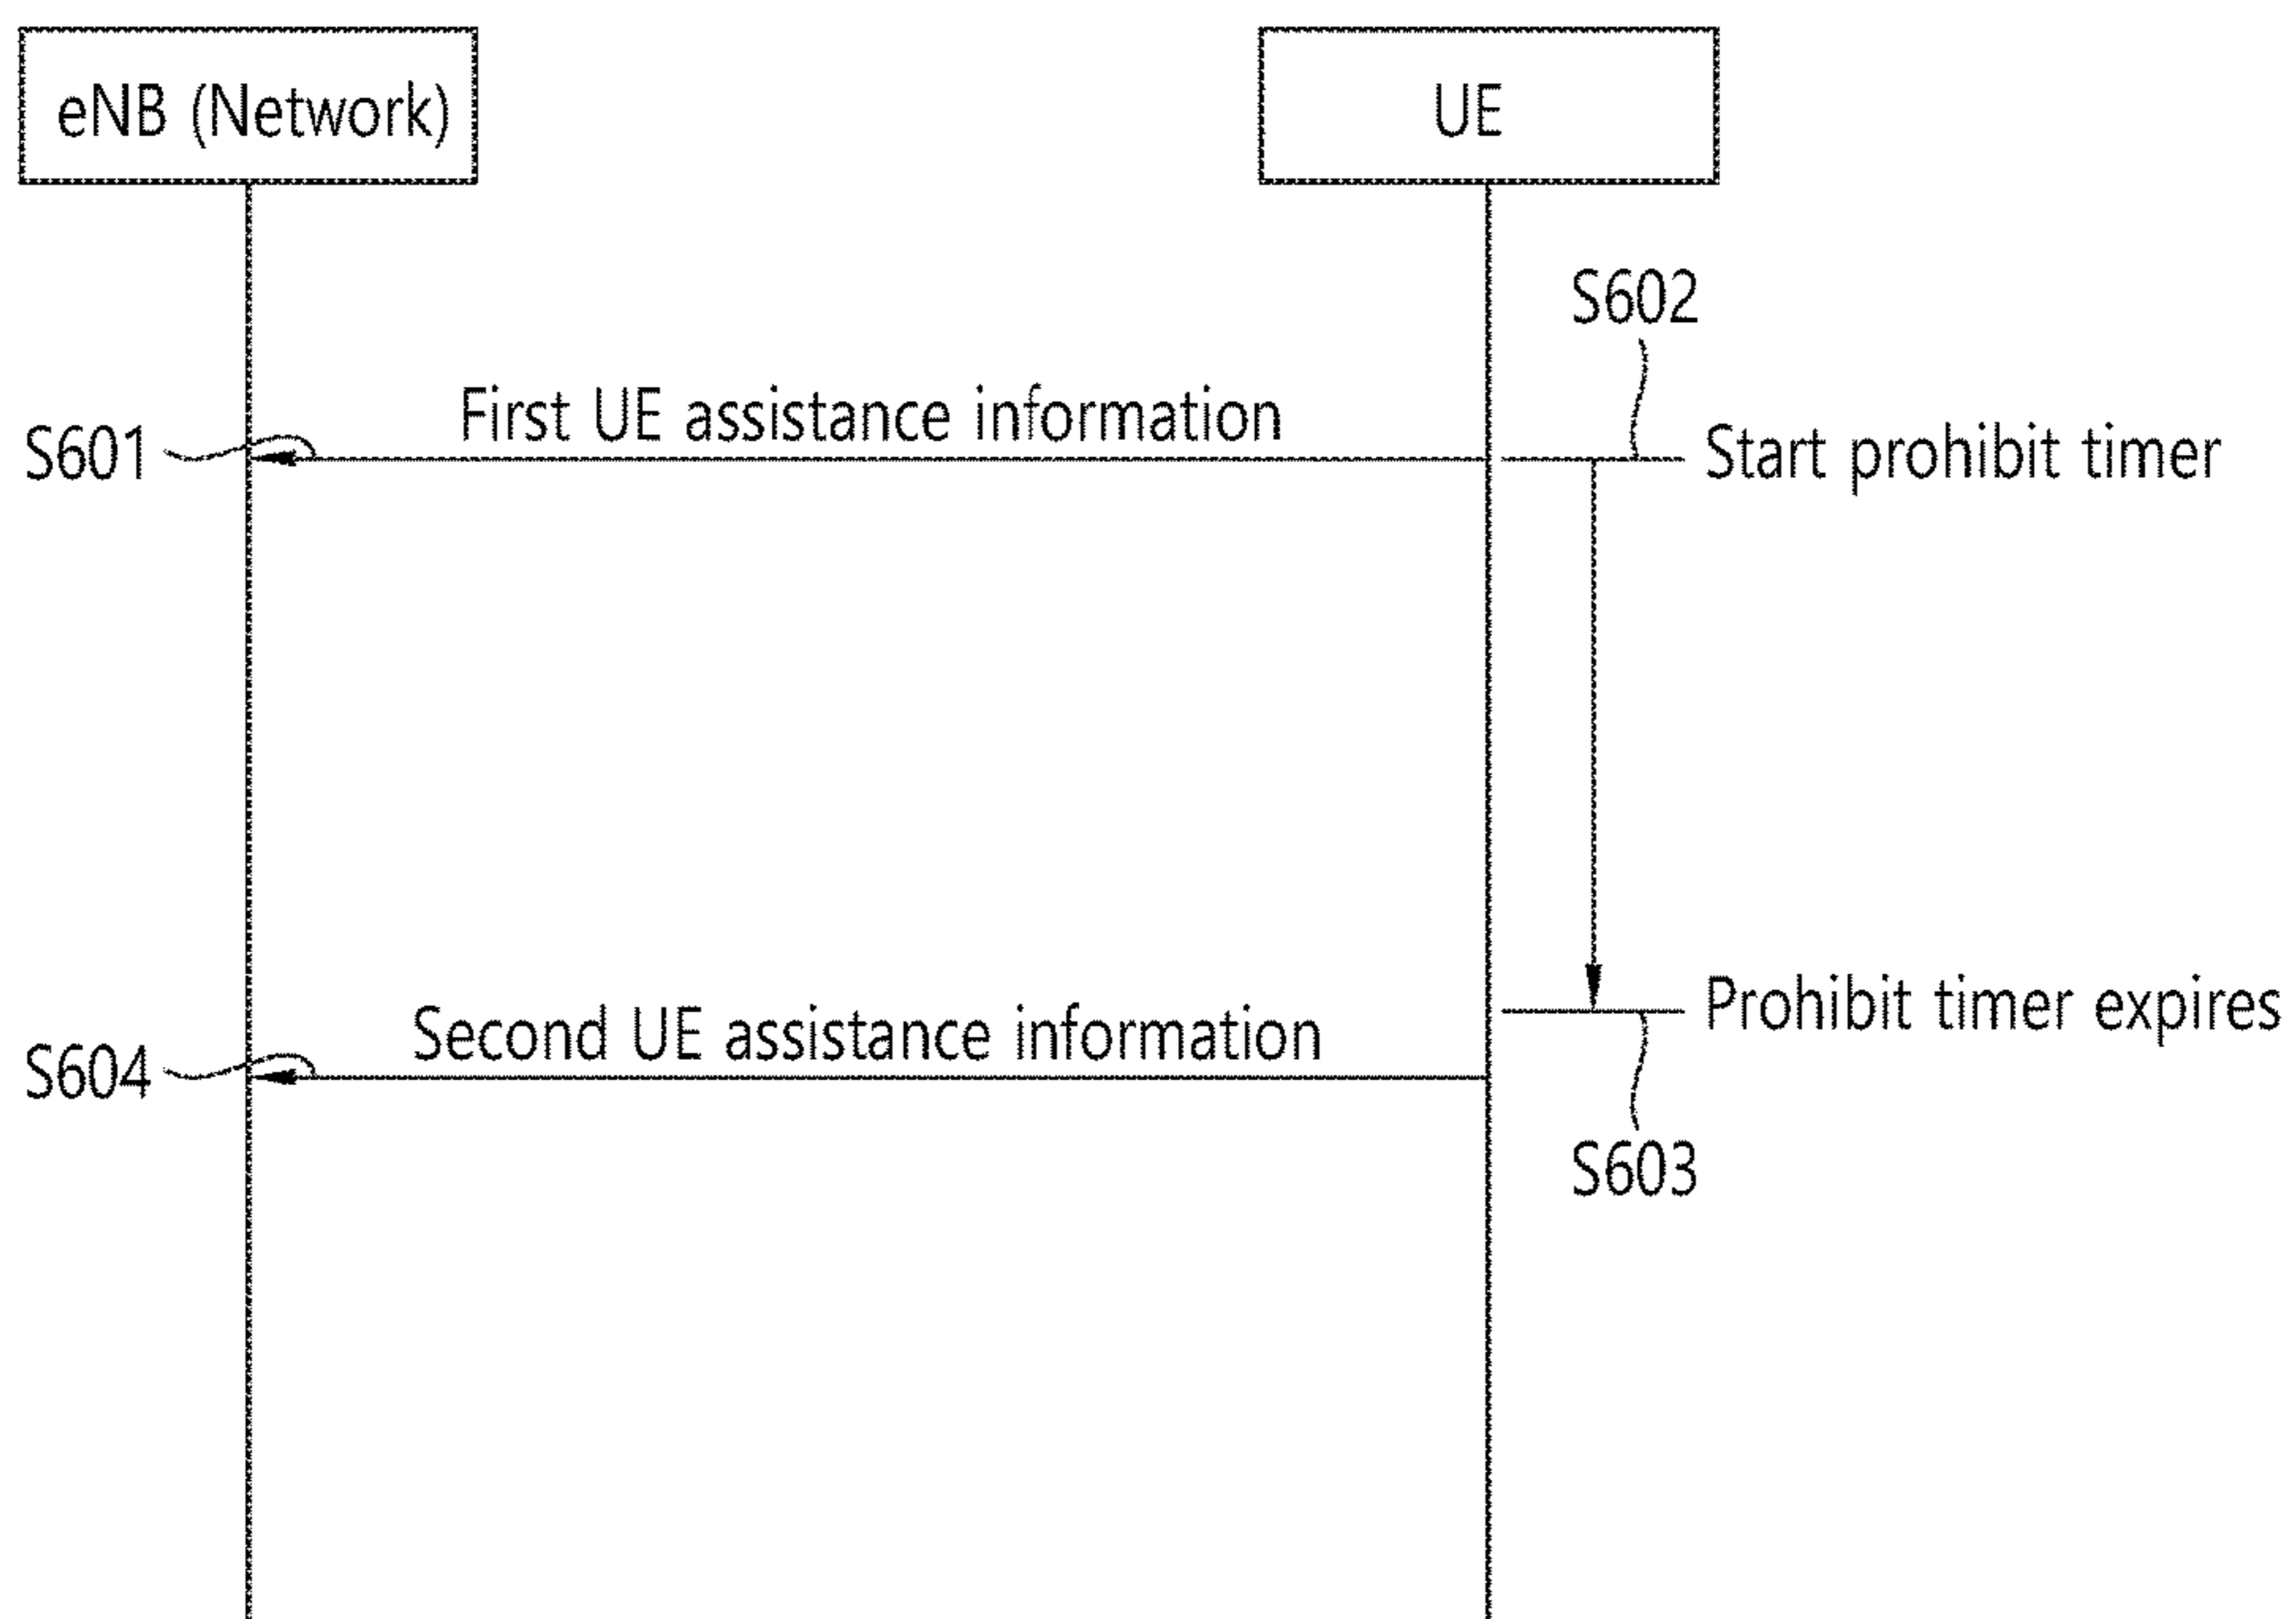 eNB (Network)
UE
S602
First UE assistance information
S601
Start prohibit timer
Prohibit timer expires
Second UE assistance information
S604
S603